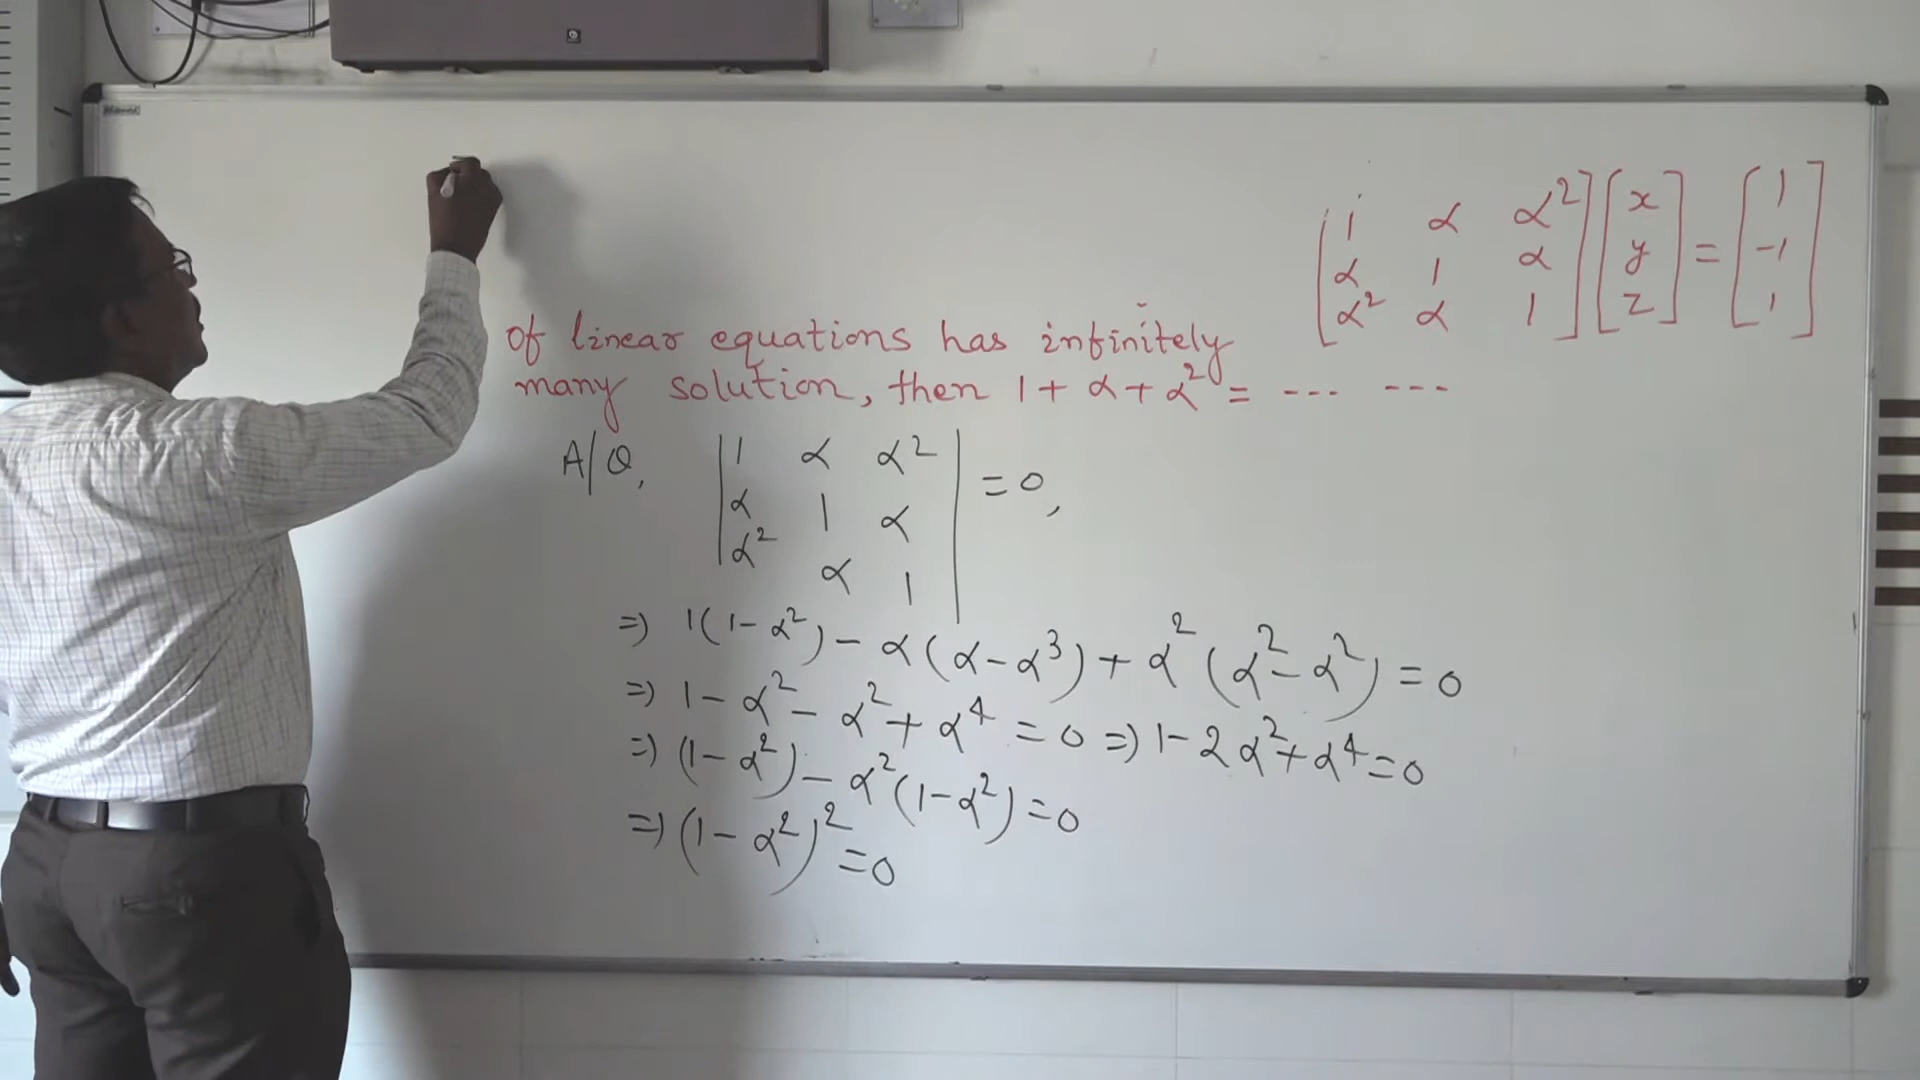 [1 α α² / α 1 α / α² α 1] [x / y / z] = [1 / -1 / 1]
Of linear equations has infinitely
many solution, then 1 + α + α² = --- ---
A/Q, |1 α α² / α 1 α / α² α 1| = 0,
=) 1(1-α²) - α(α-α³) + α²(α²-α²) = 0
=) 1-α² - α² + α⁴ = 0 =) 1-2α²+α⁴=0
=) (1-α²) - α²(1-α²) = 0
=) (1-α²)² = 0